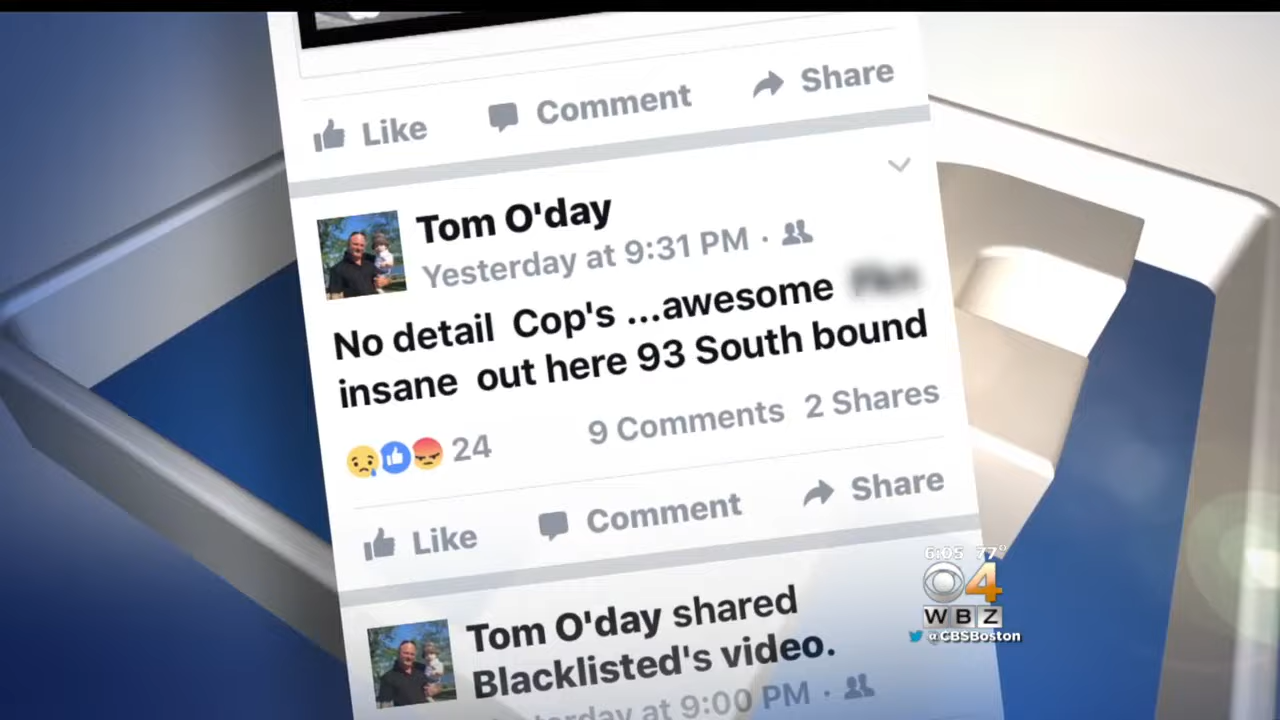 Like Comment Share
Tom O'day
Yesterday at 9:31 PM ·
No detail Cop's ...awesome
insane out here 93 South bound
24 9 Comments 2 Shares
Like Comment Share
Tom O'day shared
Blacklisted's video.
at 9:00 PM ·
6:05 77°
4
WBZ
@CBSBoston